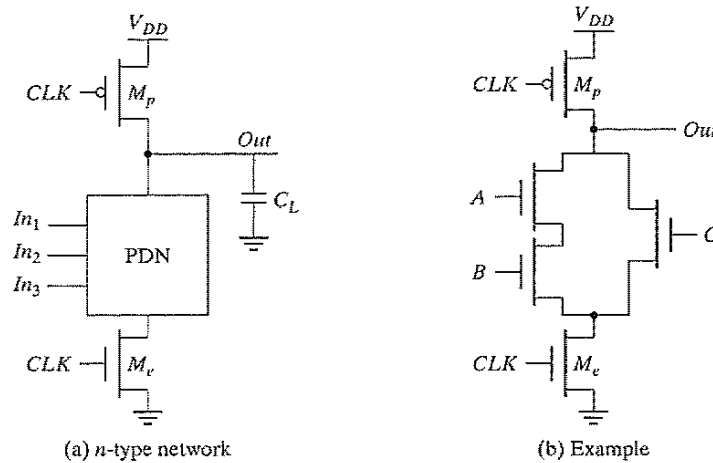 V_DD
CLK
M_p
Out
C_L
In_1
In_2
In_3
PDN
CLK
M_e
(a) n-type network
V_DD
CLK
M_p
Out
A
B
C
CLK
M_e
(b) Example